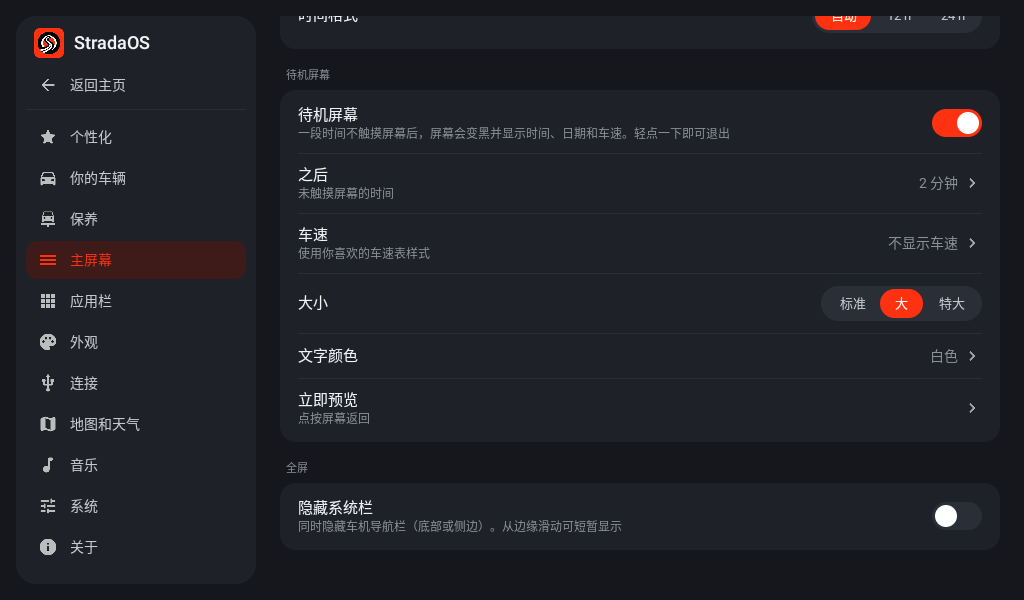 StradaOS
返回主页
个性化
你的车辆
保养
主屏幕
应用栏
外观
连接
地图和天气
音乐
系统
关于
时间格式
自动 12 h 24 h
待机屏幕
待机屏幕
一段时间不触摸屏幕后，屏幕会变黑并显示时间、日期和车速。轻点一下即可退出
之后
未触摸屏幕的时间
2 分钟
车速
使用你喜欢的车速表样式
不显示车速
大小
标准 大 特大
文字颜色
白色
立即预览
点按屏幕返回
全屏
隐藏系统栏
同时隐藏车机导航栏（底部或侧边）。从边缘滑动可短暂显示